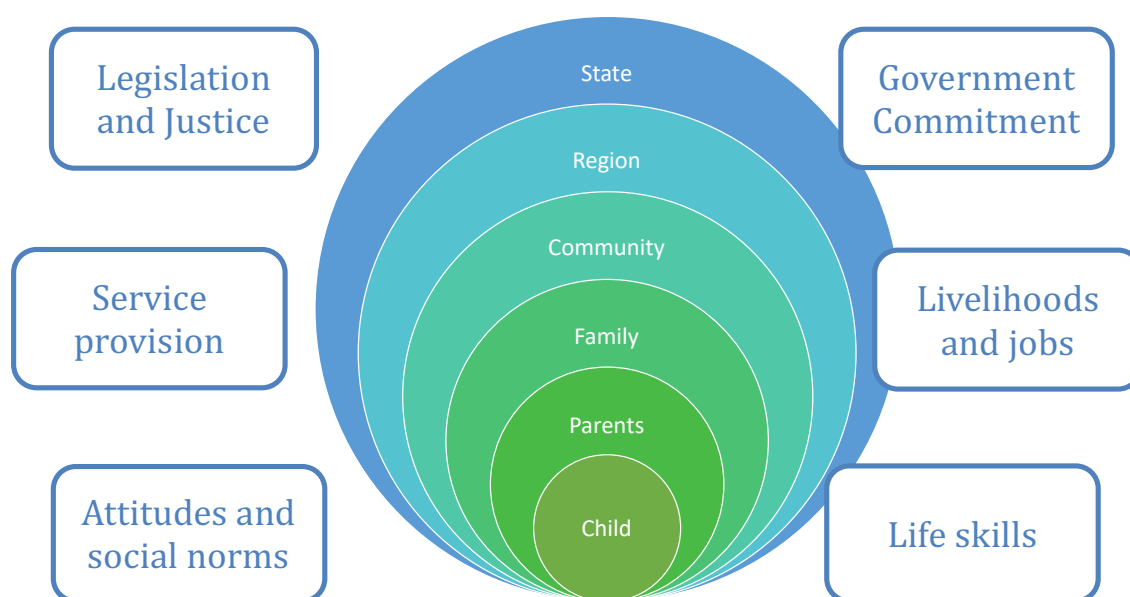 Legislation
and Justice
Service
provision
Attitudes and
social norms
State
Region
Community
Family
Parents
Child
Government
Commitment
Livelihoods
and jobs
Life skills